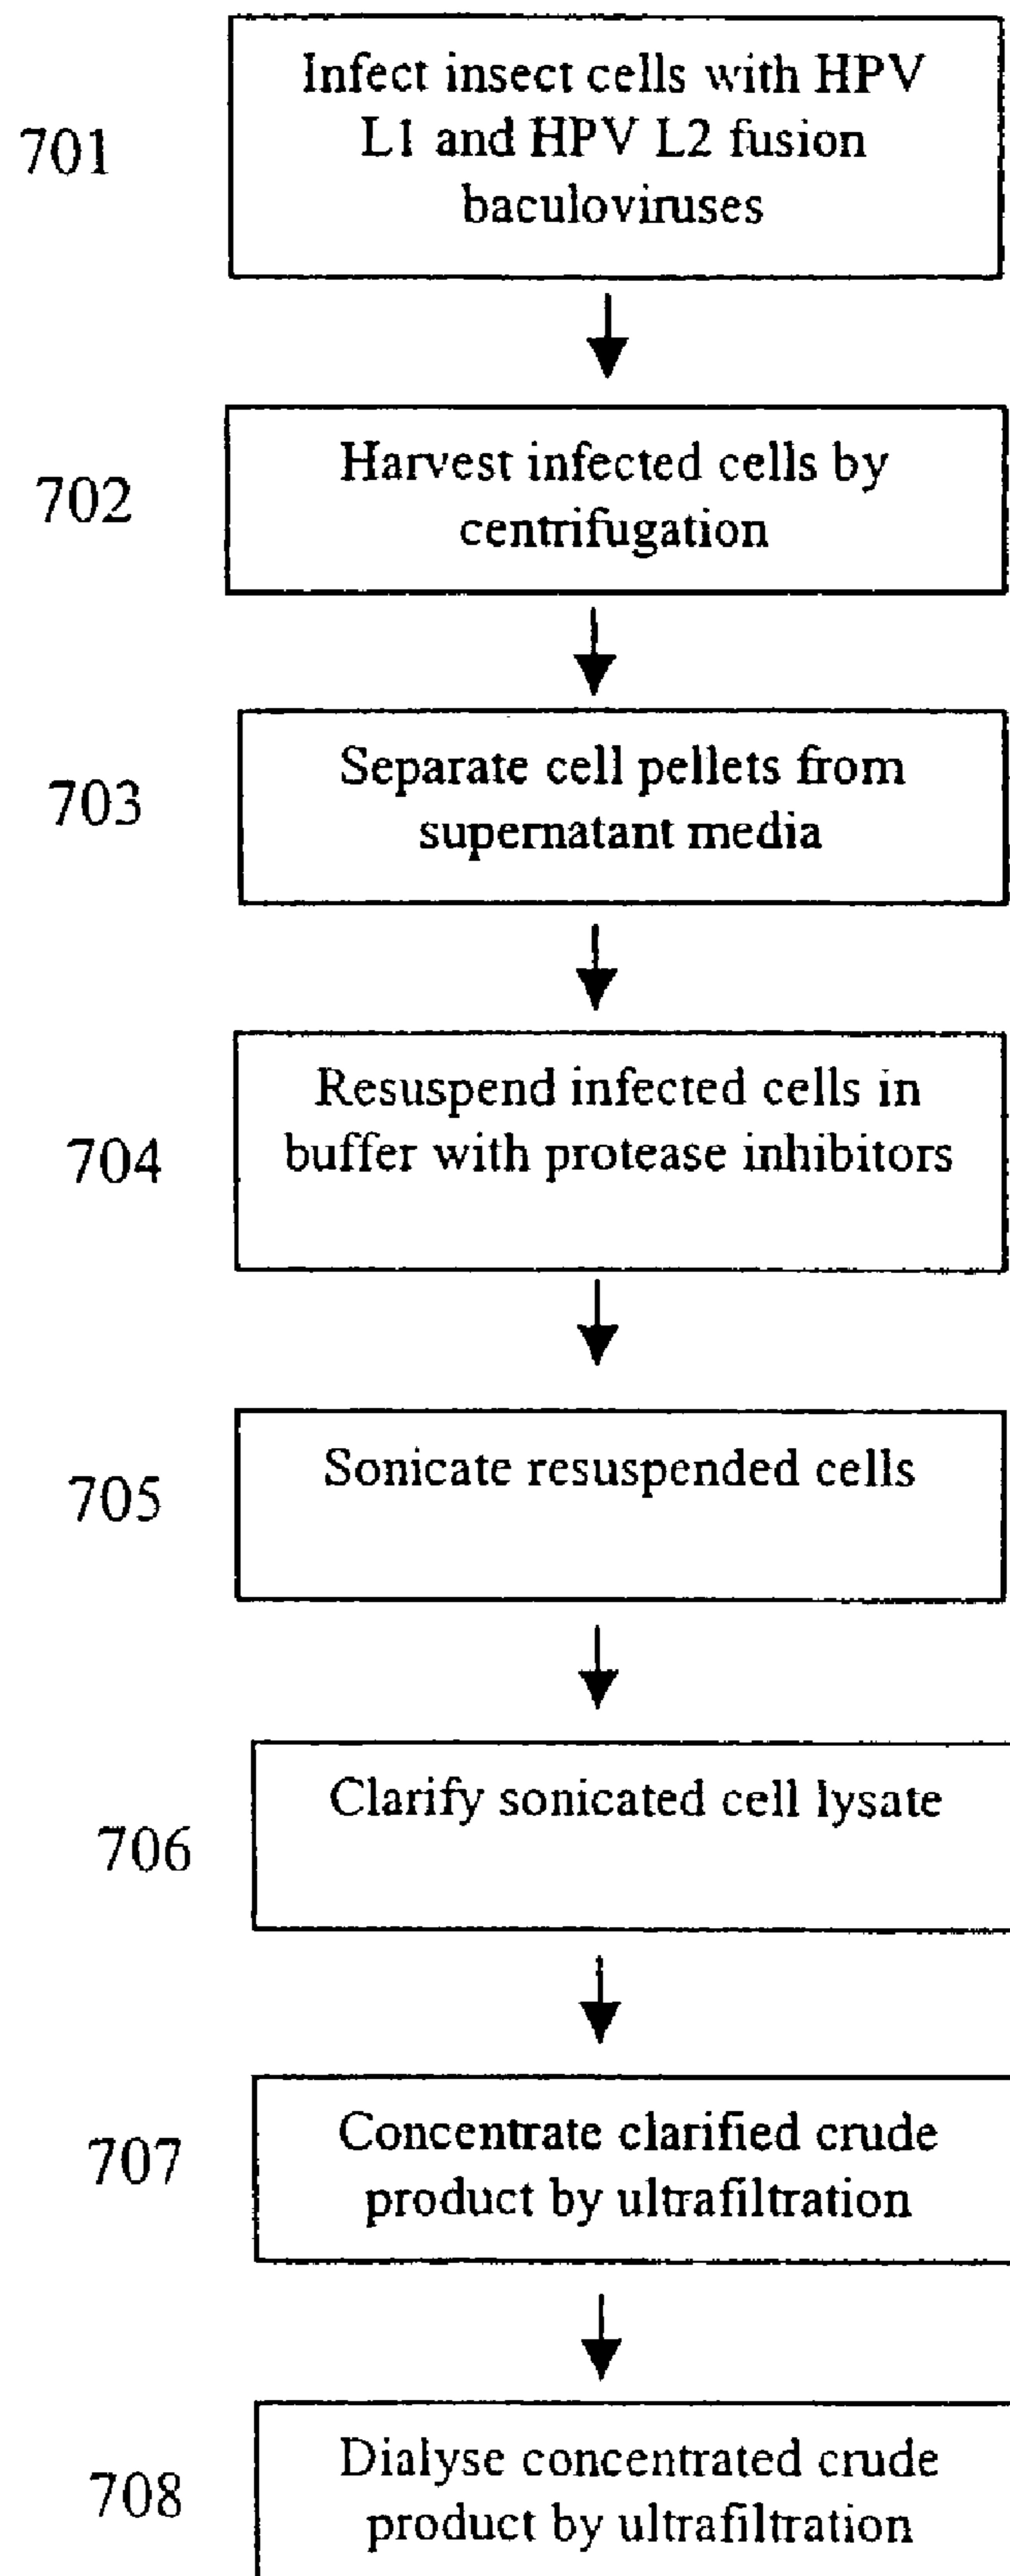 701
Infect insect cells with HPV
L1 and HPV L2 fusion
baculoviruses
702
Harvest infected cells by
centrifugation
703
Separate cell pellets from
supernatant media
704
Resuspend infected cells in
buffer with protease inhibitors
705
Sonicate resuspended cells
706
Clarify sonicated cell lysate
707
Concentrate clarified crude
product by ultrafiltration
708
Dialyse concentrated crude
product by ultrafiltration